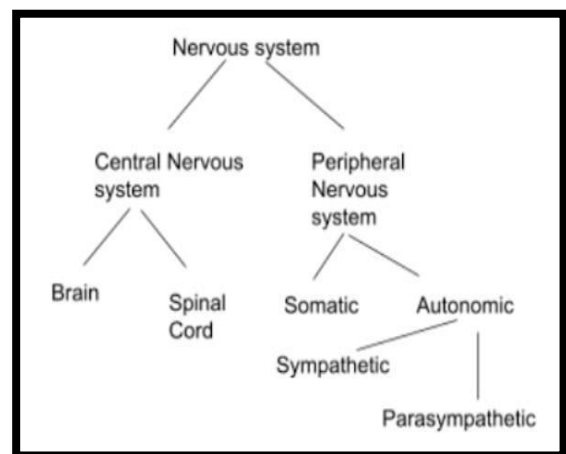 Nervous system
Central Nervous
system
Peripheral
Nervous
system
Brain
Spinal
Cord
Somatic
Autonomic
Sympathetic
Parasympathetic